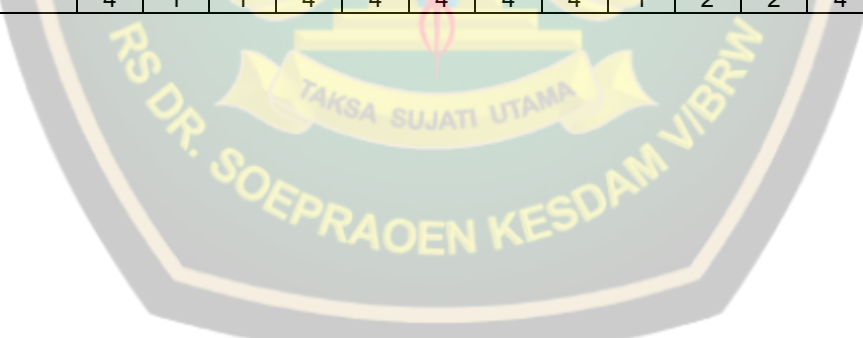 4 1 1 4 4 4 4 4 1 2 2 4
TAKSA SUJATI UTAMA
RS DR. SOEPRAOEN KESDAM V/BRW